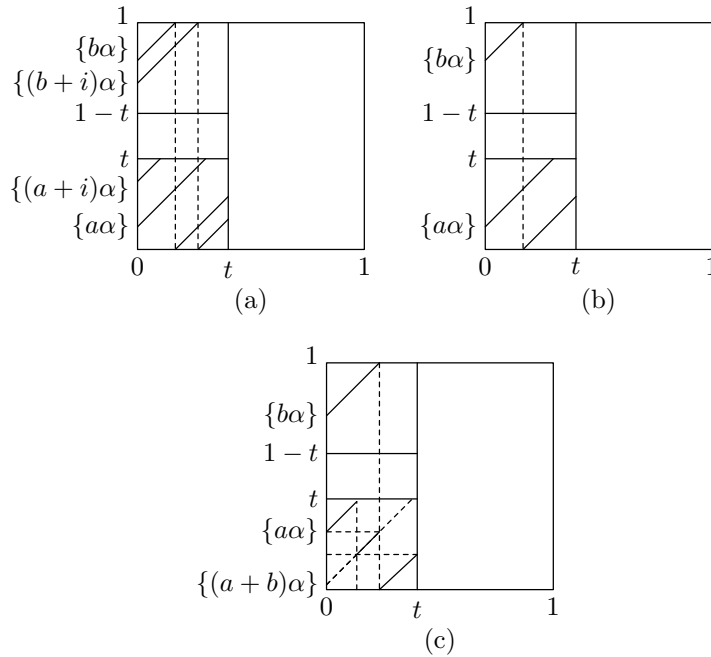 1
{bα}
{(b + i)α}
1 − t
t
{(a + i)α}
{aα}
0 t 1
(a)
1
{bα}
1 − t
t
{aα}
0 t 1
(b)
1
{bα}
1 − t
t
{aα}
{(a + b)α}
0 t 1
(c)